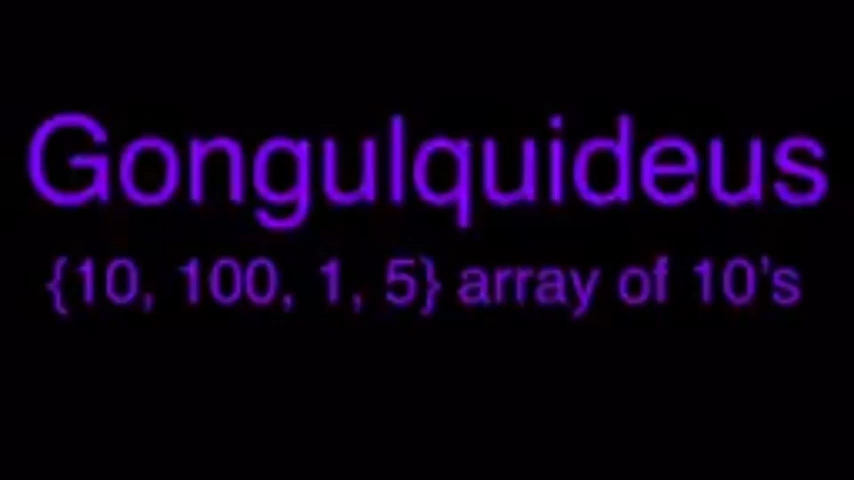 Gongulquideus
{10, 100, 1, 5} array of 10’s